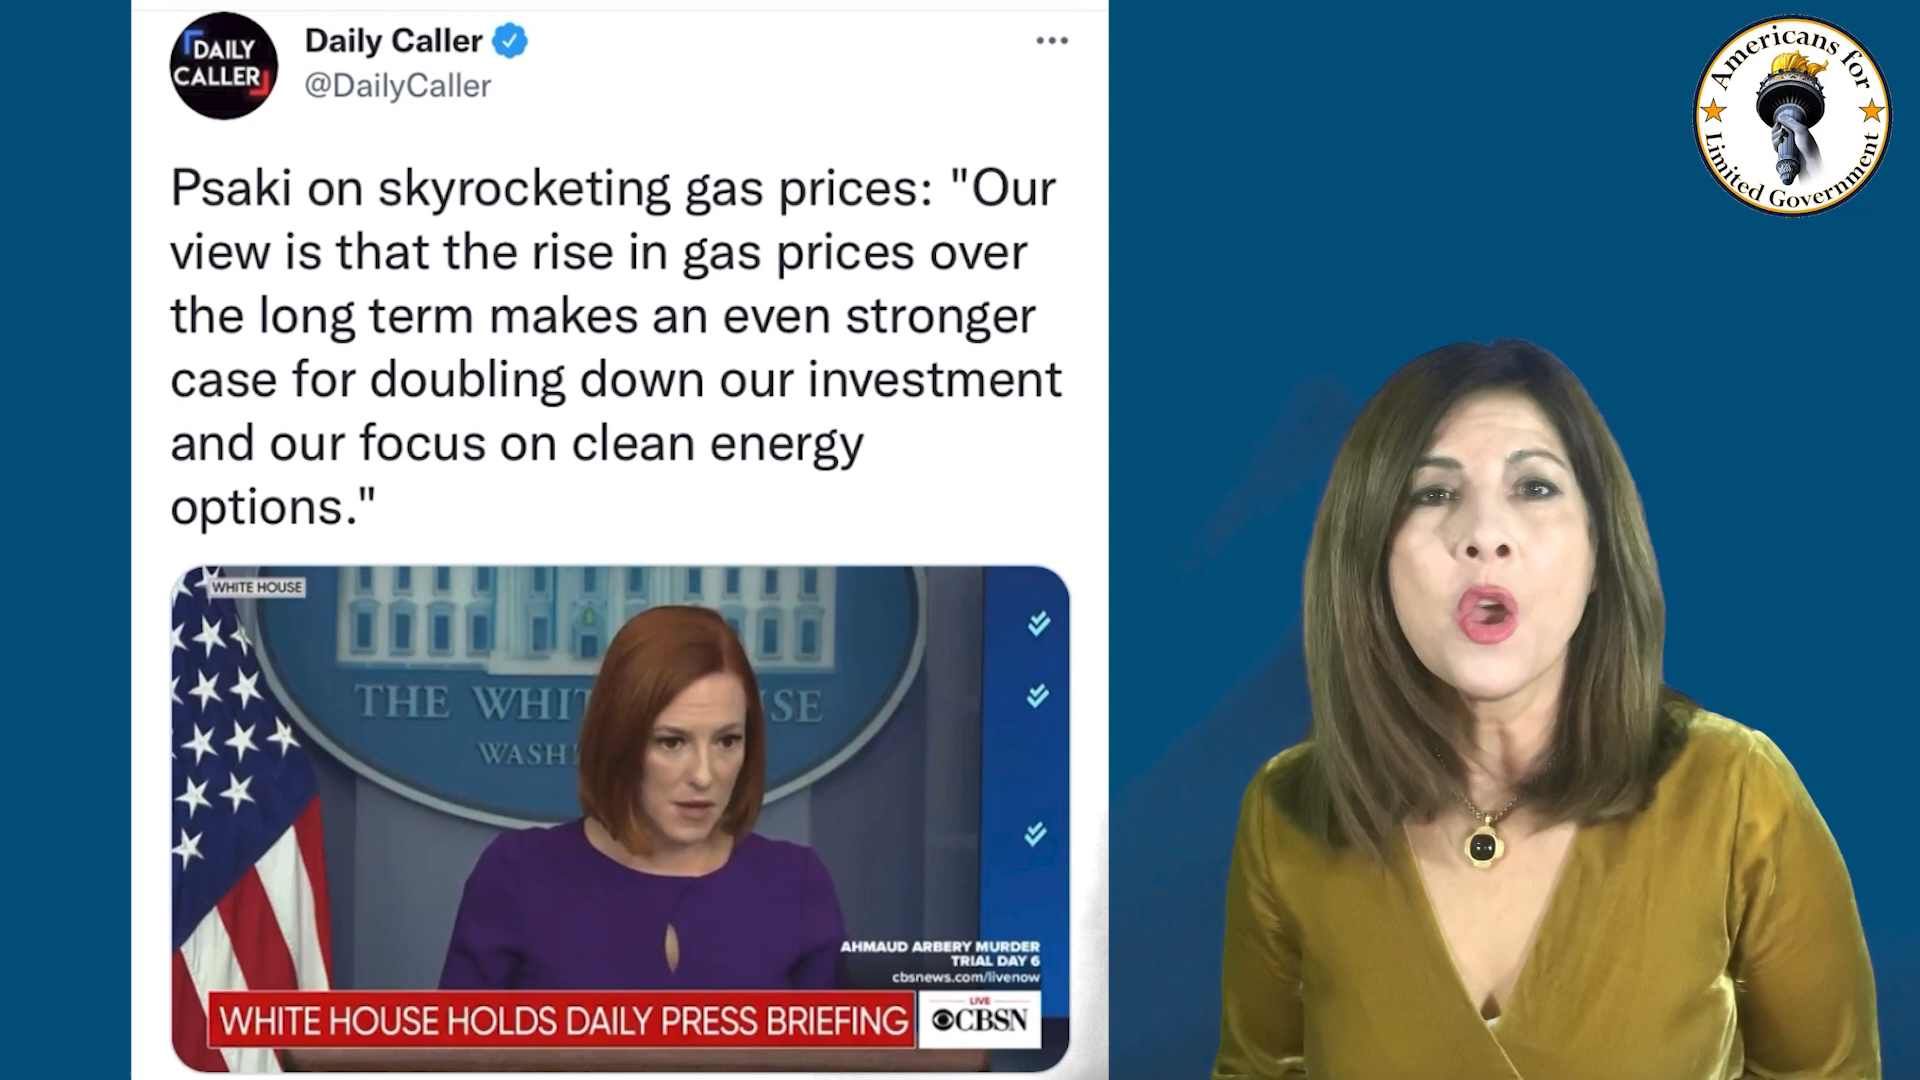 DAILY
CALLER
Daily Caller
@DailyCaller
Americans for
Limited Government
Psaki on skyrocketing gas prices: "Our
view is that the rise in gas prices over
the long term makes an even stronger
case for doubling down our investment
and our focus on clean energy
options."
WHITE HOUSE
THE WHIT SE
WASH
AHMAUD ARBERY MURDER
TRIAL DAY 6
cbsnews.com/livenow
WHITE HOUSE HOLDS DAILY PRESS BRIEFING
LIVE
CBSN